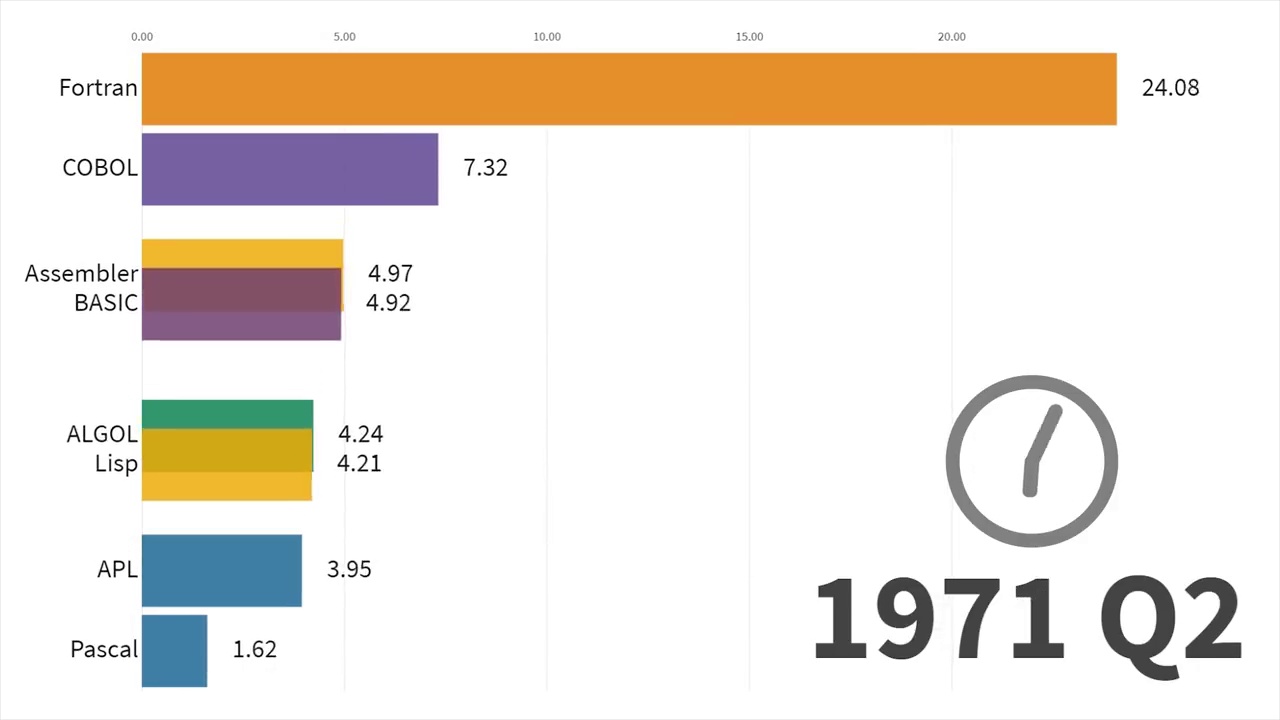 0.00 5.00 10.00 15.00 20.00
Fortran 24.08
COBOL 7.32
Assembler 4.97
BASIC 4.92
ALGOL 4.24
Lisp 4.21
APL 3.95
Pascal 1.62
1971 Q2